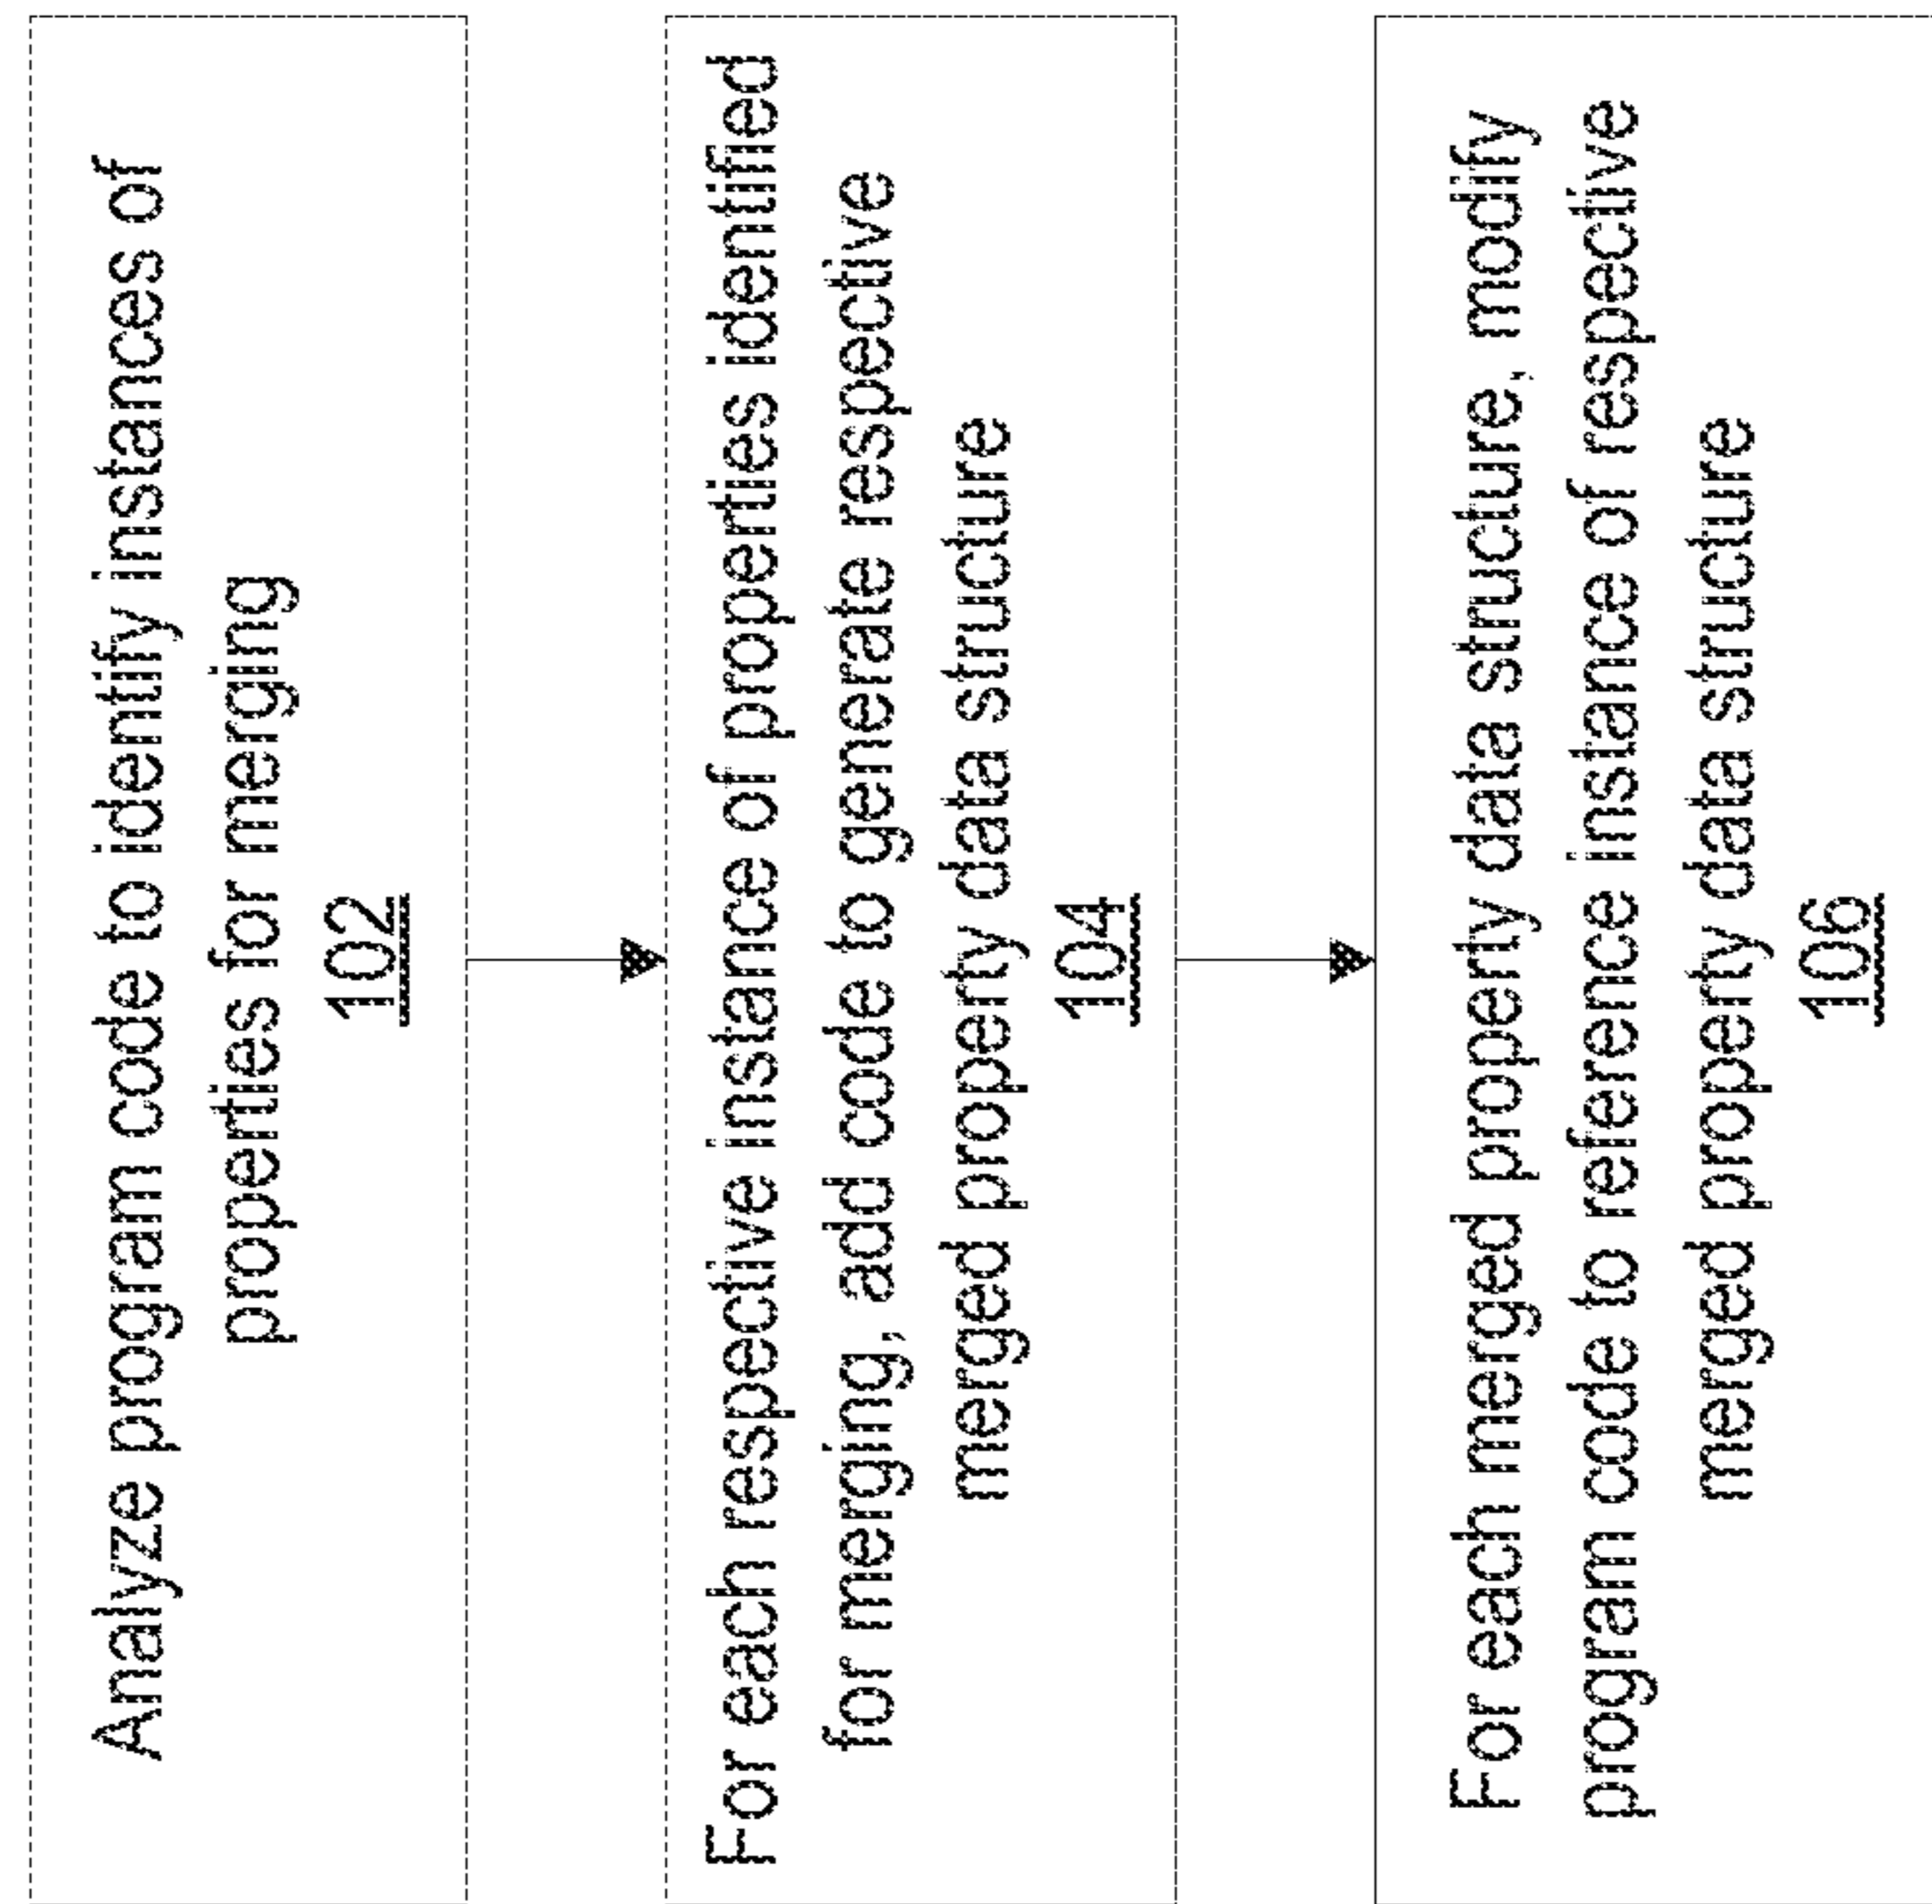 Analyze program code to identify instances of
properties for merging
102
For each respective instance of properties identified
for merging, add code to generate respective
merged property data structure
104
For each merged property data structure, modify
program code to reference instance of respective
merged property data structure
106